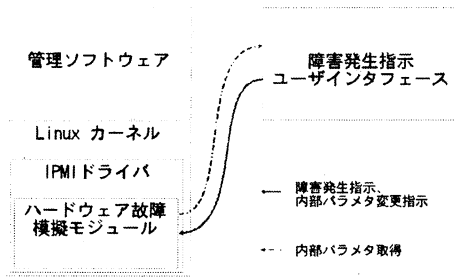 管理ソフトウェア
Linux カーネル
IPMIドライバ
ハードウェア故障
模擬モジュール
障害発生指示
ユーザインタフェース
障害発生指示、
内部パラメタ変更指示
内部パラメタ取得